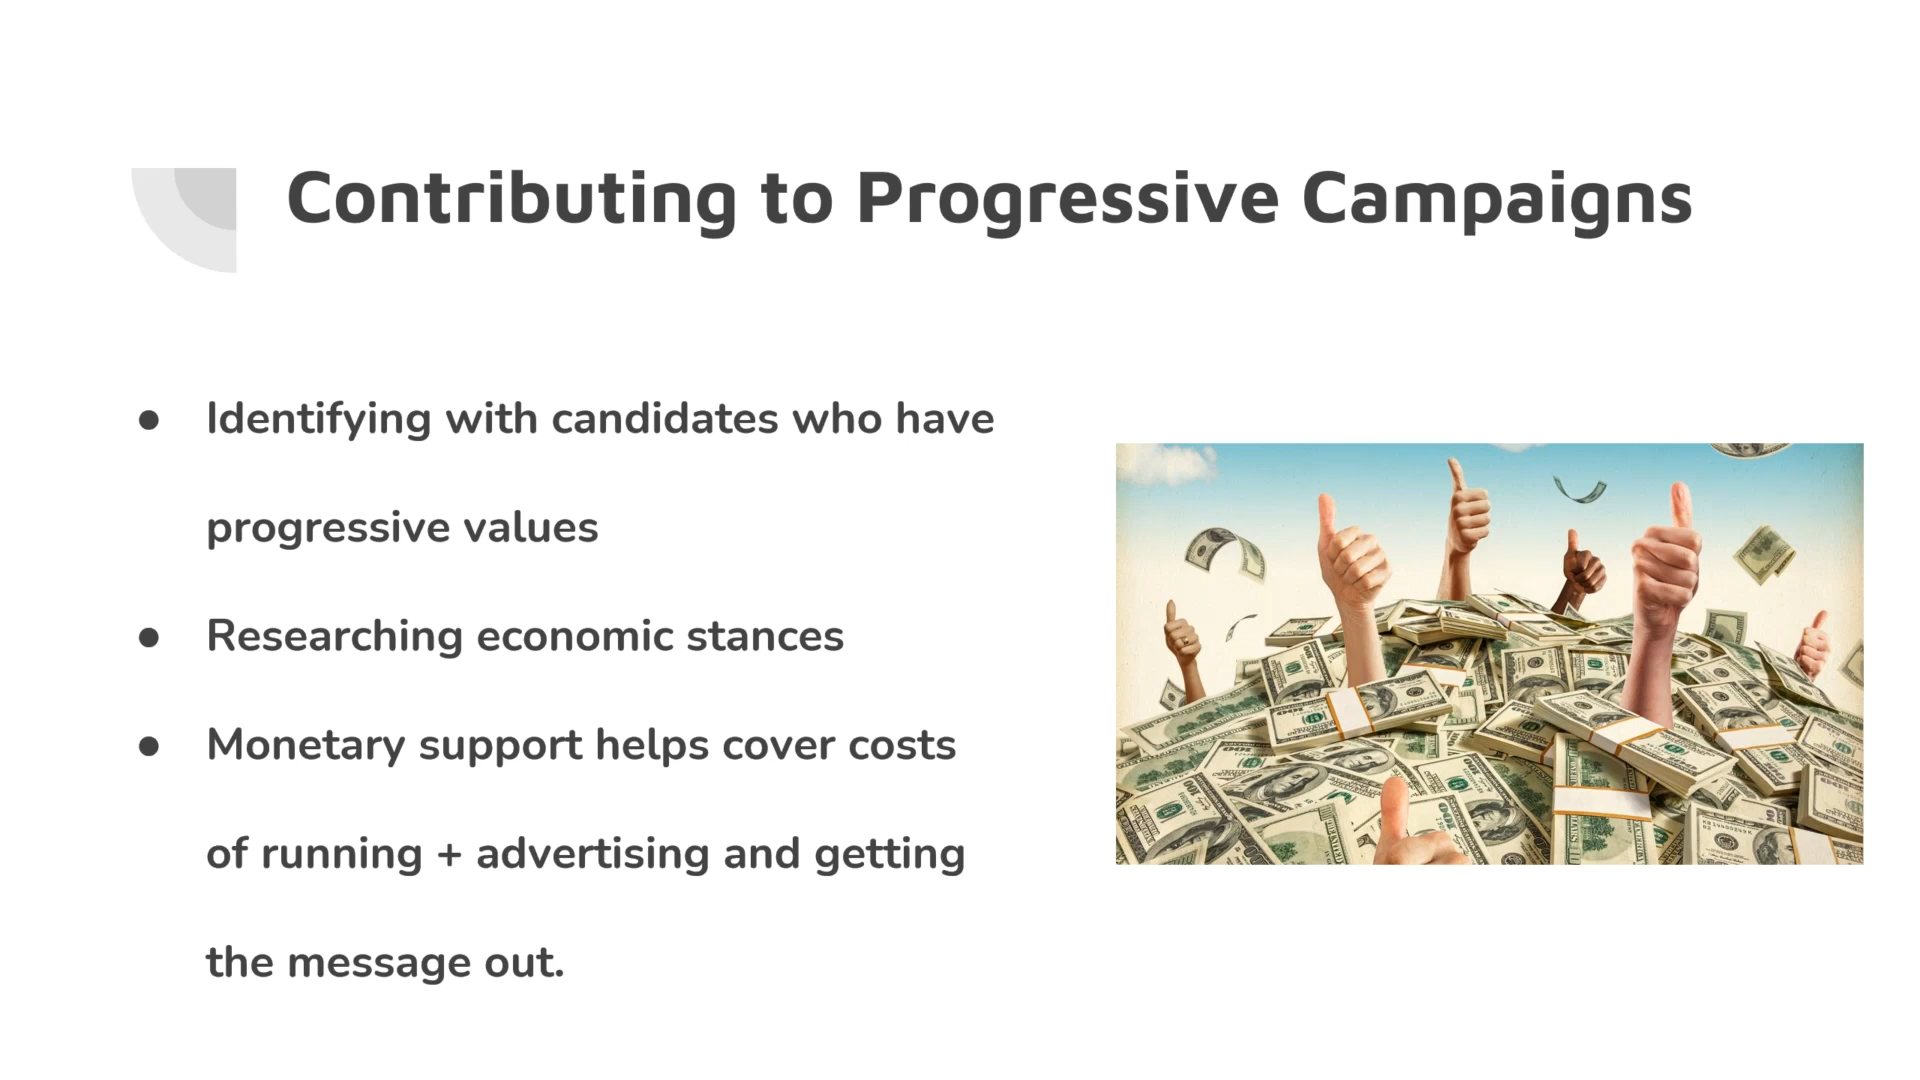 Contributing to Progressive Campaigns
● Identifying with candidates who have
progressive values
● Researching economic stances
● Monetary support helps cover costs
of running + advertising and getting
the message out.